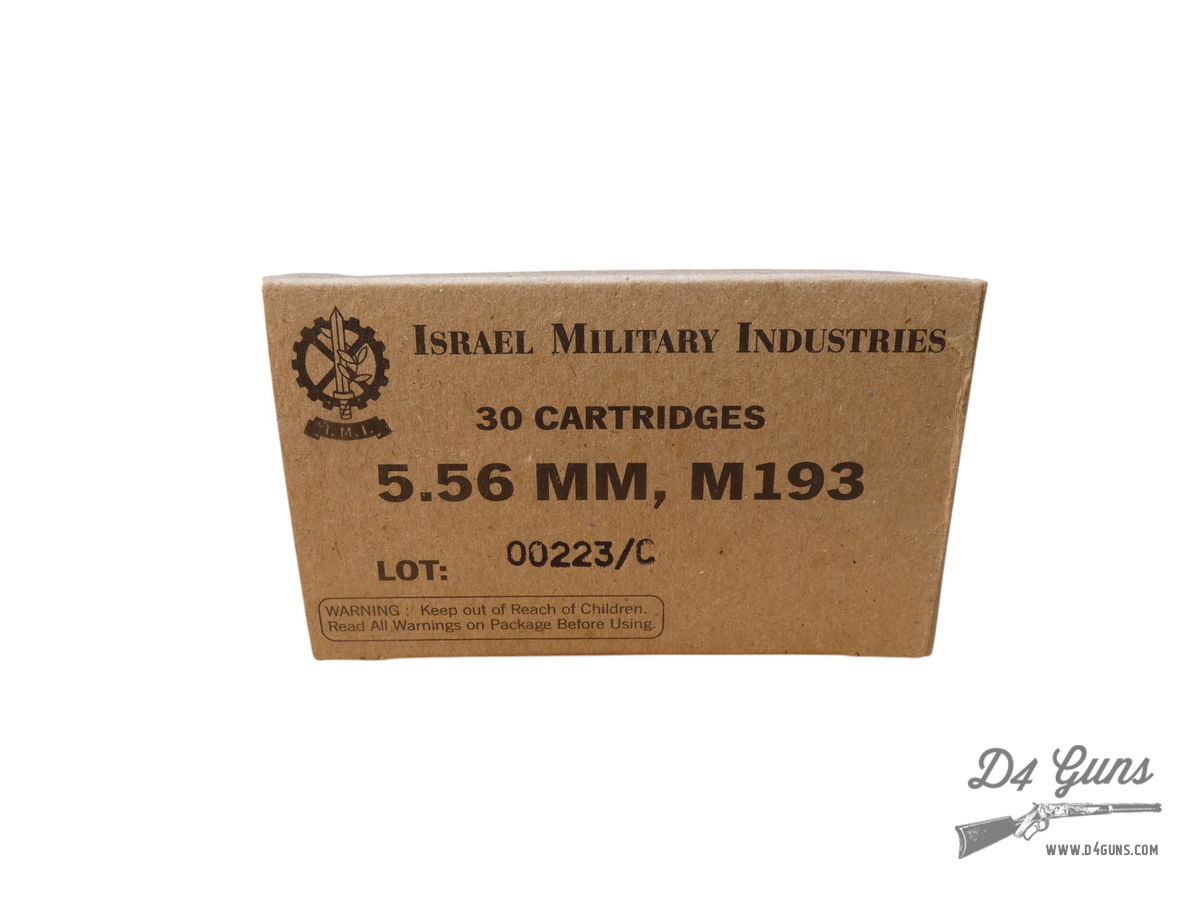 ISRAEL MILITARY INDUSTRIES
I.M.I.
30 CARTRIDGES
5.56 MM, M193
LOT: 00223/C
WARNING : Keep out of Reach of Children.
Read All Warnings on Package Before Using.
D4 Guns
WWW.D4GUNS.COM